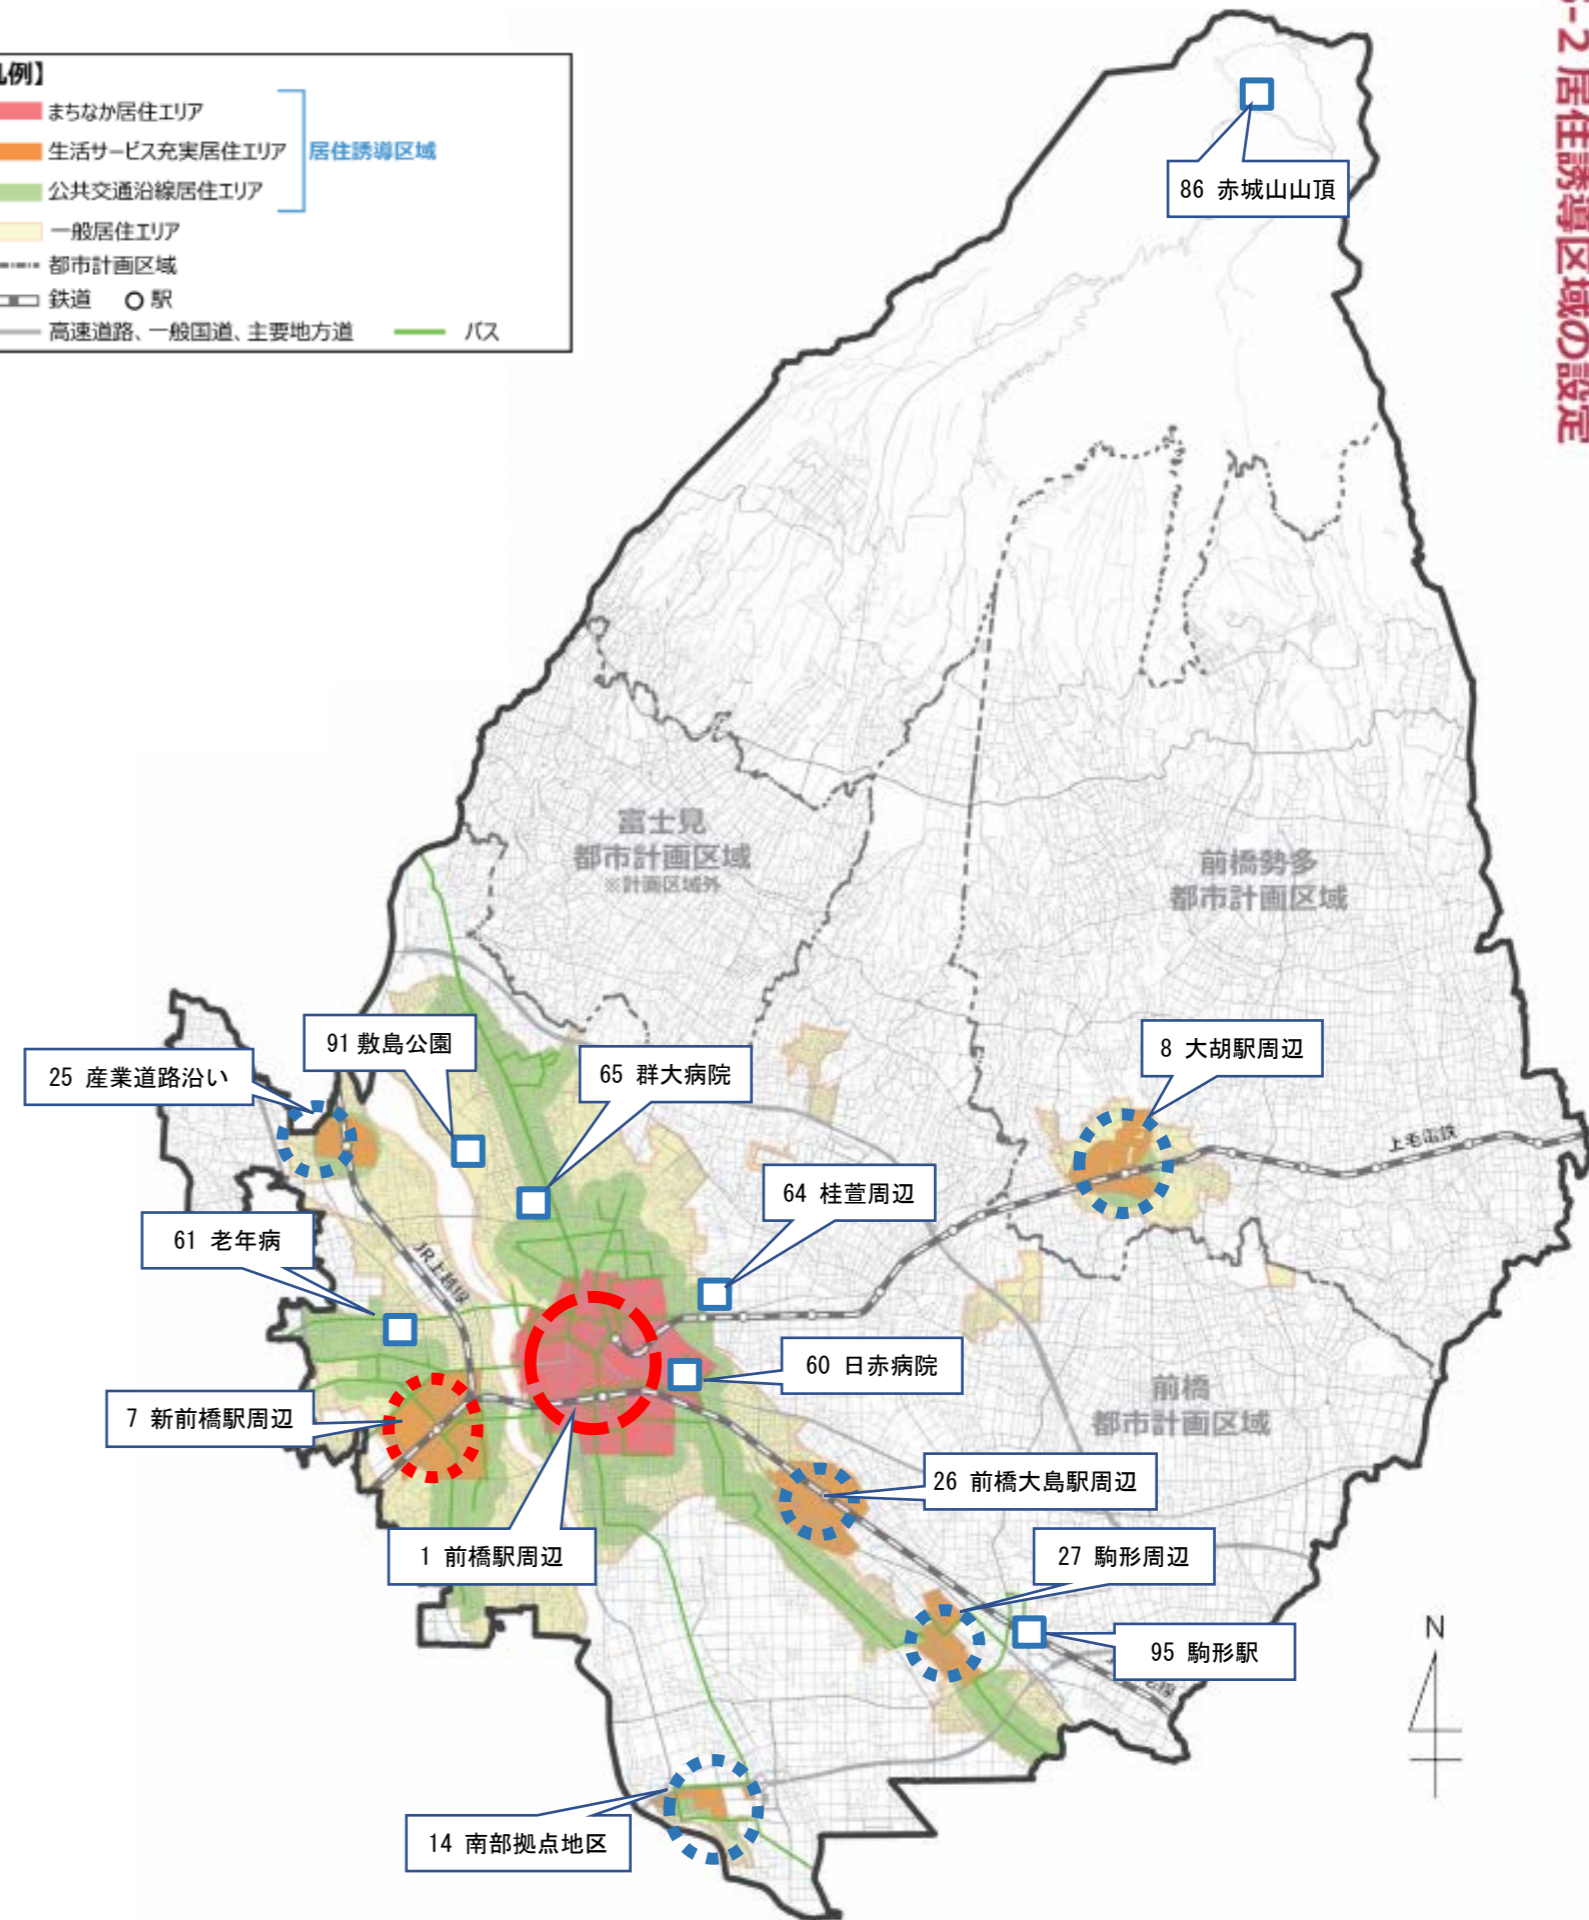 凡例】
まちなか居住エリア
生活サービス充実居住エリア
居住誘導区域
公共交通沿線居住エリア
一般居住エリア
都市計画区域
鉄道 駅
高速道路、一般国道、主要地方道 バス
-2 居住誘導区域の設定
86 赤城山山頂
富士見
都市計画区域
※計画区域外
前橋勢多
都市計画区域
91 敷島公園
25 産業道路沿い
65 群大病院
8 大胡駅周辺
上毛電鉄
64 桂萱周辺
61 老年病
JR上越線
60 日赤病院
7 新前橋駅周辺
前橋
都市計画区域
26 前橋大島駅周辺
1 前橋駅周辺
27 駒形周辺
95 駒形駅
N
14 南部拠点地区